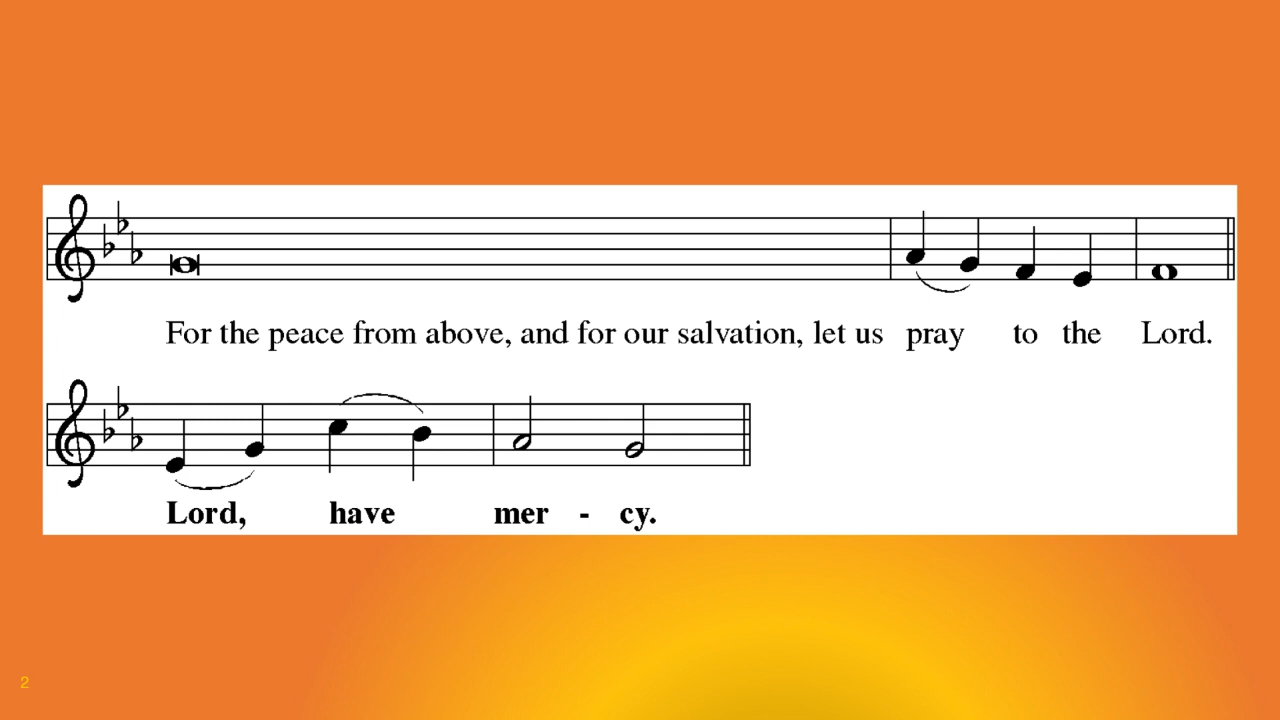 For the peace from above, and for our salvation, let us pray to the Lord.
Lord, have mer - cy.
2